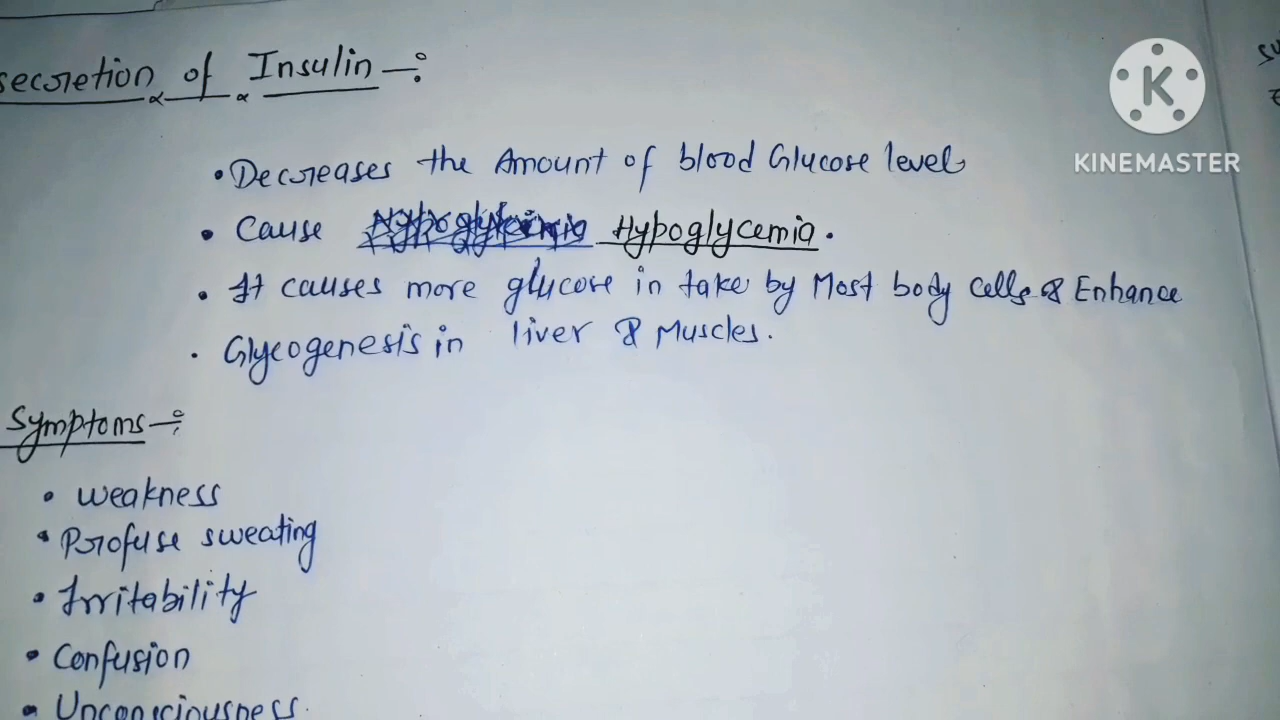 secretion of Insulin -:
K
KINEMASTER
• Decreases the Amount of blood Glucose level
• Cause Hypoglycemia.
• It causes more glucose in take by Most body cells & Enhance
• Glycogenesis in liver & Muscles.
Symptoms -:
• weakness
• Profuse sweating
• Irritability
• Confusion
• Unconsciousness.